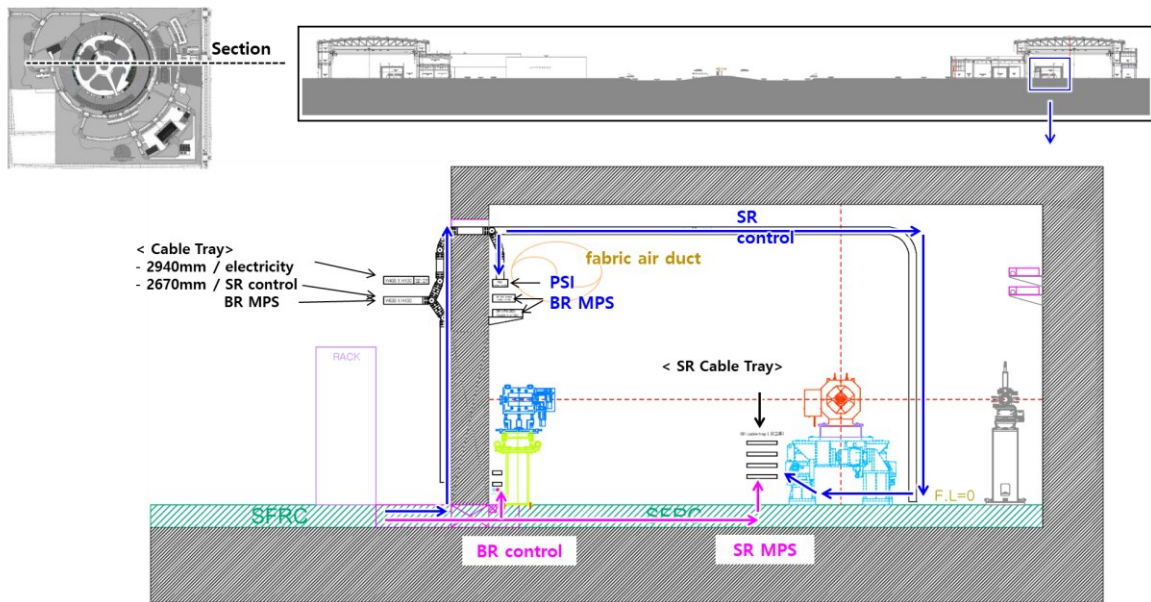 Section
SR
control
< Cable Tray>
- 2940mm / electricity
- 2670mm / SR control
BR MPS
fabric air duct
PSI
BR MPS
RACK
< SR Cable Tray>
F.L=0
SFRC
SFRC
BR control
SR MPS